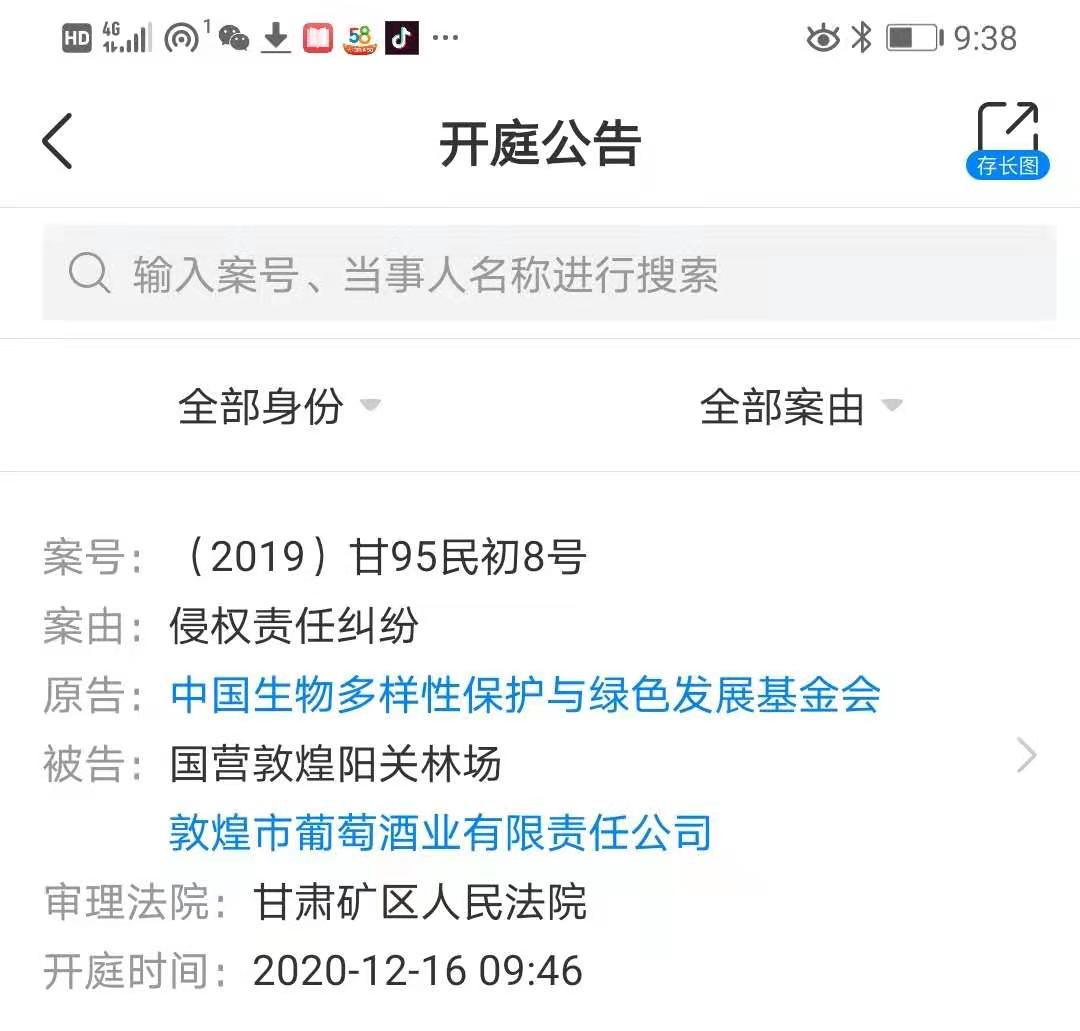 HD 4G 1 58 9:38
开庭公告
存长图
输入案号、当事人名称进行搜索
全部身份 全部案由
案号：（2019）甘95民初8号
案由：侵权责任纠纷
原告：中国生物多样性保护与绿色发展基金会
被告：国营敦煌阳关林场
敦煌市葡萄酒业有限责任公司
审理法院：甘肃矿区人民法院
开庭时间：2020-12-16 09:46